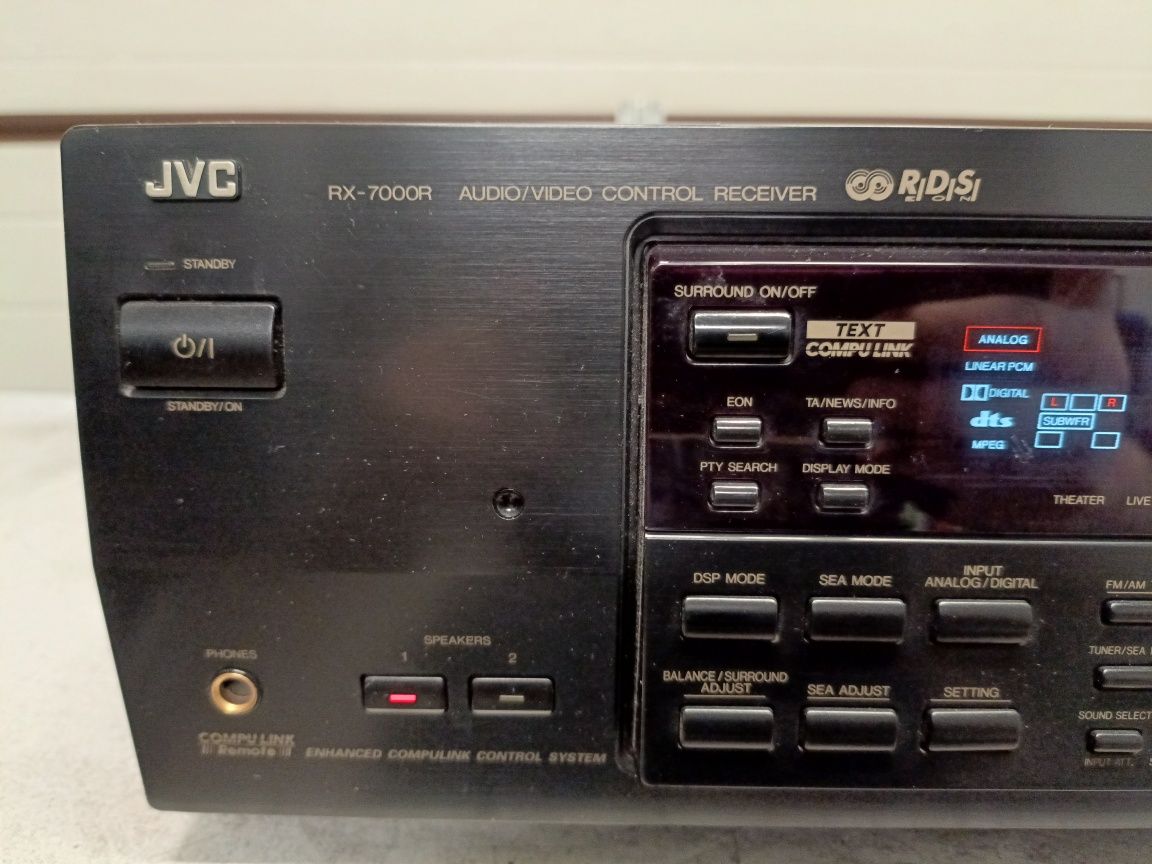 JVC
RX-7000R AUDIO/VIDEO CONTROL RECEIVER
RDS
EON
STANDBY
STANDBY/ON
SURROUND ON/OFF
TEXT
COMPU LINK
EON
TA/NEWS/INFO
PTY SEARCH
DISPLAY MODE
ANALOG
LINEAR PCM
DIGITAL
dts
MPEG
L R
SUBWFR
THEATER LIVE
DSP MODE
SEA MODE
INPUT
ANALOG/DIGITAL
FM/AM
BALANCE/SURROUND
ADJUST
SEA ADJUST
SETTING
TUNER/SEA
SOUND SELECT
INPUT ATT.
SPEAKERS
1 2
PHONES
COMPU LINK
Remote
ENHANCED COMPULINK CONTROL SYSTEM